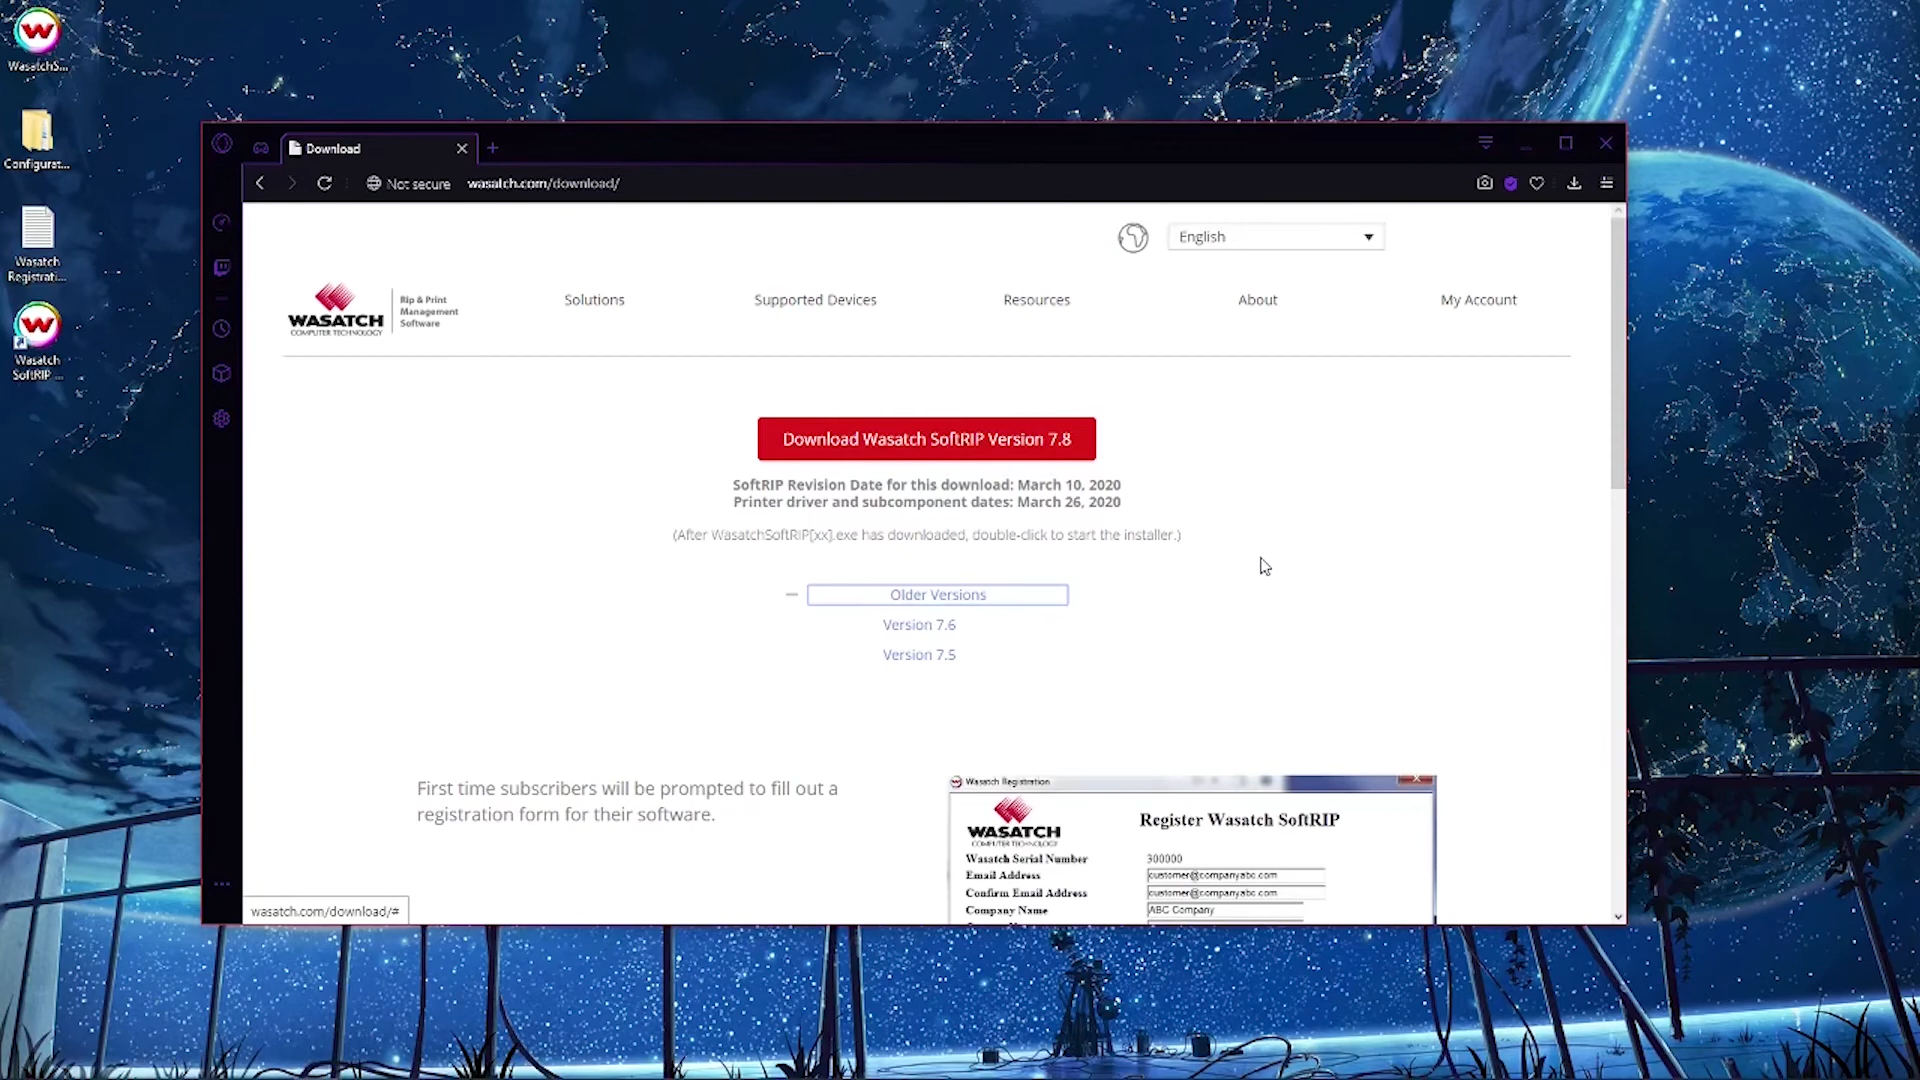 WasatchS...
Configurat...
Wasatch
Registrati...
Wasatch
SoftRIP ...
Download
Not secure wasatch.com/download/
English
WASATCH
COMPUTER TECHNOLOGY
Rip & Print
Management
Software
Solutions
Supported Devices
Resources
About
My Account
Download Wasatch SoftRIP Version 7.8
SoftRIP Revision Date for this download: March 10, 2020
Printer driver and subcomponent dates: March 26, 2020
(After WasatchSoftRIP[xx].exe has downloaded, double-click to start the installer.)
Older Versions
Version 7.6
Version 7.5
First time subscribers will be prompted to fill out a
registration form for their software.
Wasatch Registration
WASATCH
COMPUTER TECHNOLOGY
Register Wasatch SoftRIP
Wasatch Serial Number 300000
Email Address customer@companyabc.com
Confirm Email Address customer@companyabc.com
Company Name ABC Company
wasatch.com/download/#